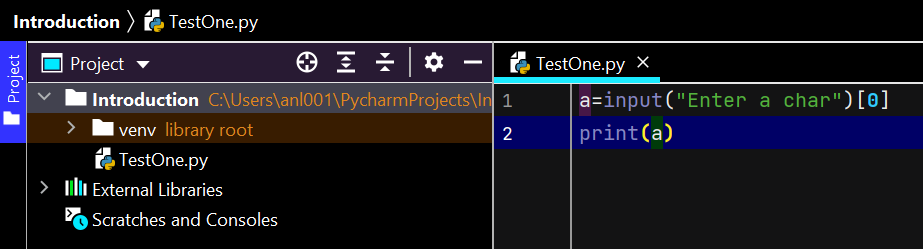 Introduction TestOne.py
Project
Project
TestOne.py
Introduction C:\Users\anl001\PycharmProjects\In
venv library root
TestOne.py
External Libraries
Scratches and Consoles
1 a=input("Enter a char")[0]
2 print(a)